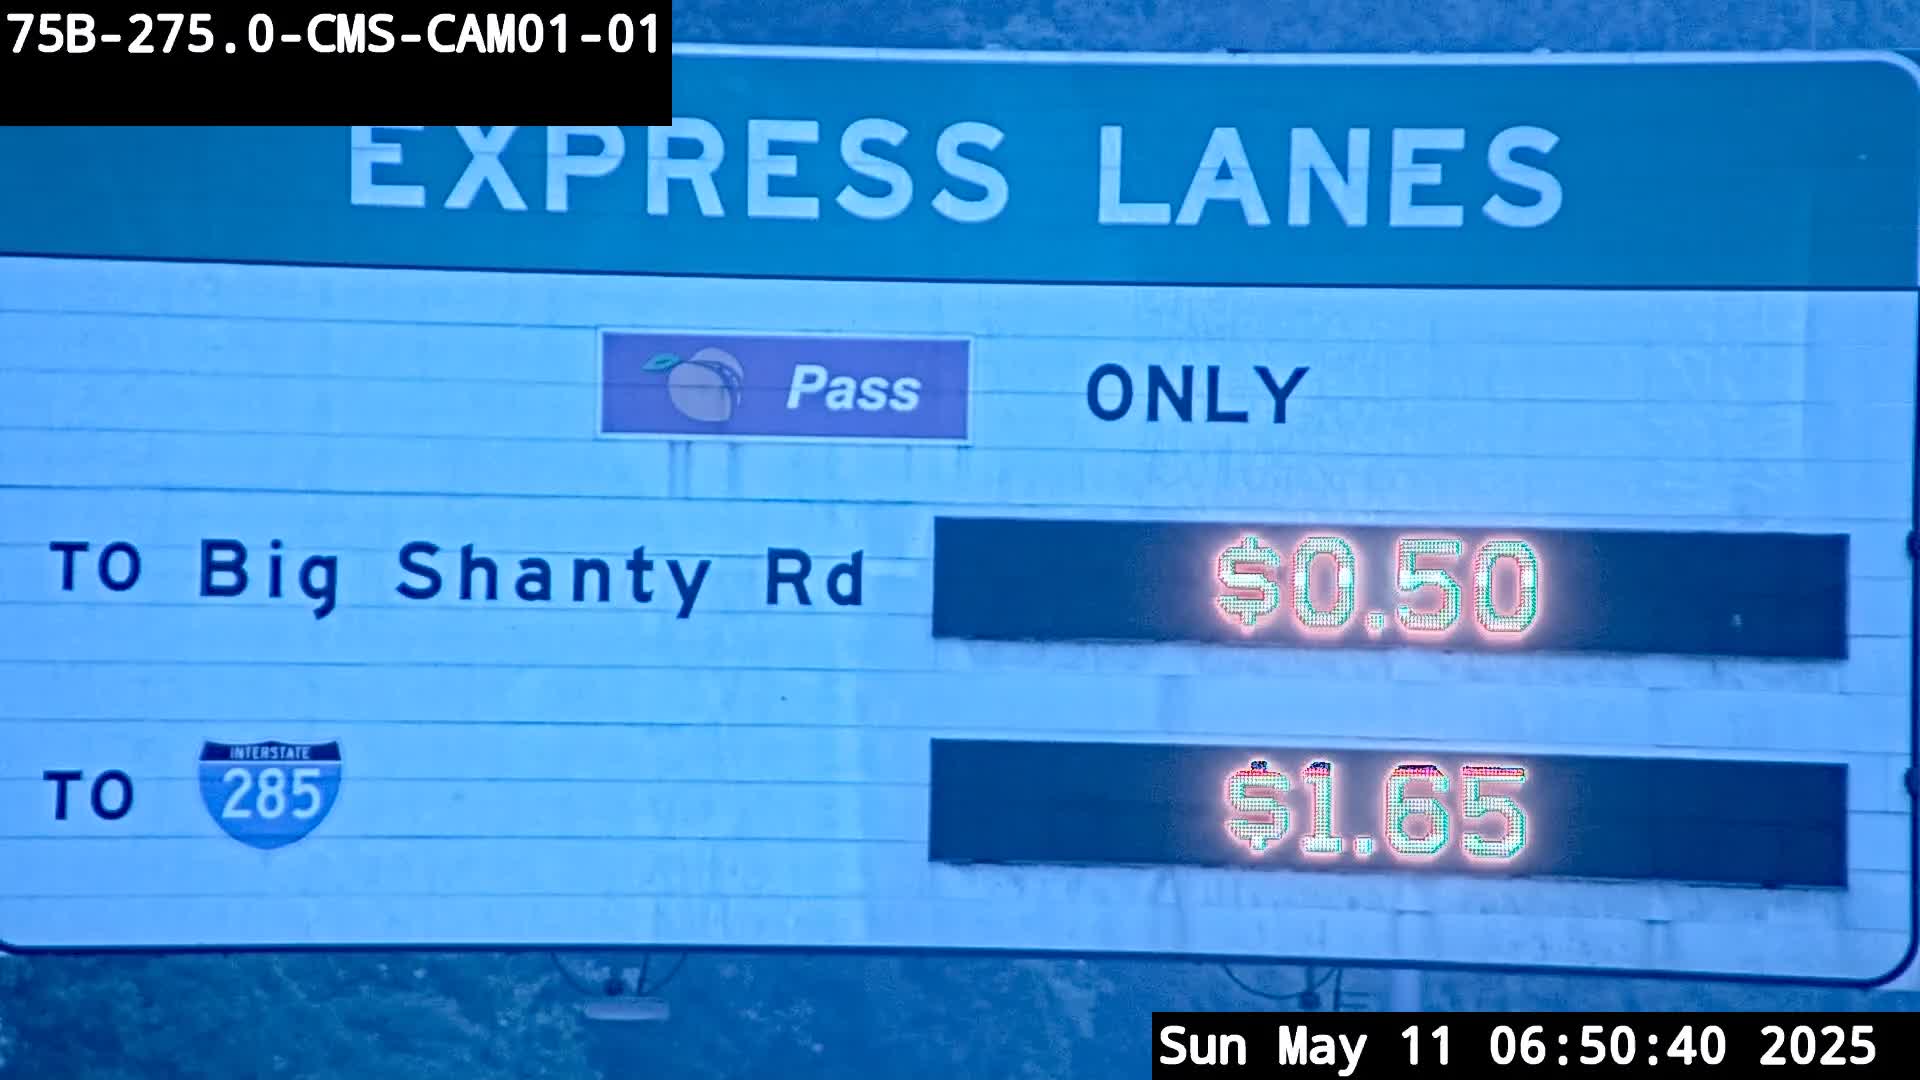 75B-275.0-CMS-CAM01-01
EXPRESS LANES
Pass ONLY
TO Big Shanty Rd $0.50
TO INTERSTATE 285 $1.65
Sun May 11 06:50:40 2025